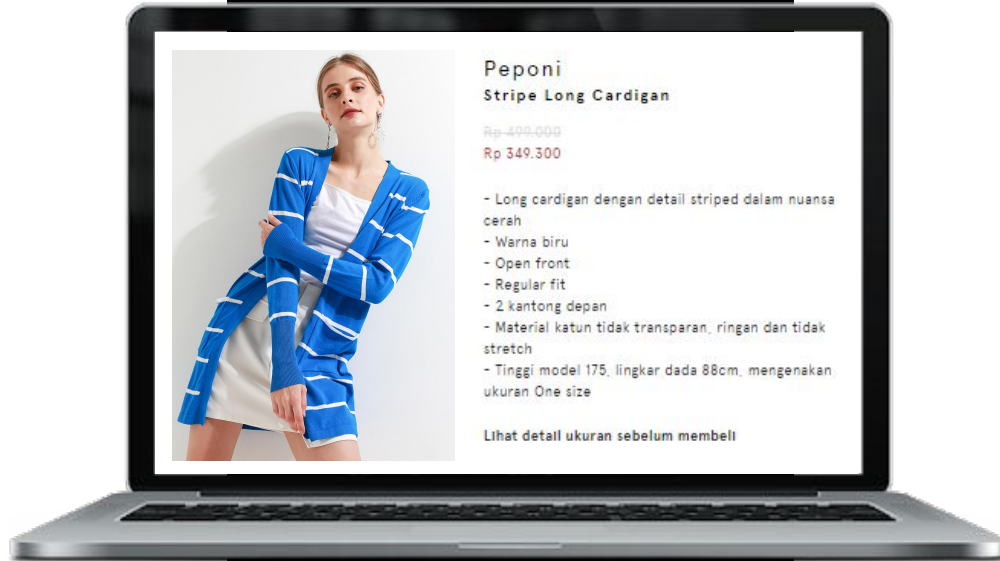 Peponi
Stripe Long Cardigan
Rp 499.000
Rp 349.300
- Long cardigan dengan detail striped dalam nuansa
cerah
- Warna biru
- Open front
- Regular fit
- 2 kantong depan
- Material katun tidak transparan, ringan dan tidak
stretch
- Tinggi model 175, lingkar dada 88cm, mengenakan
ukuran One size
Lihat detail ukuran sebelum membeli